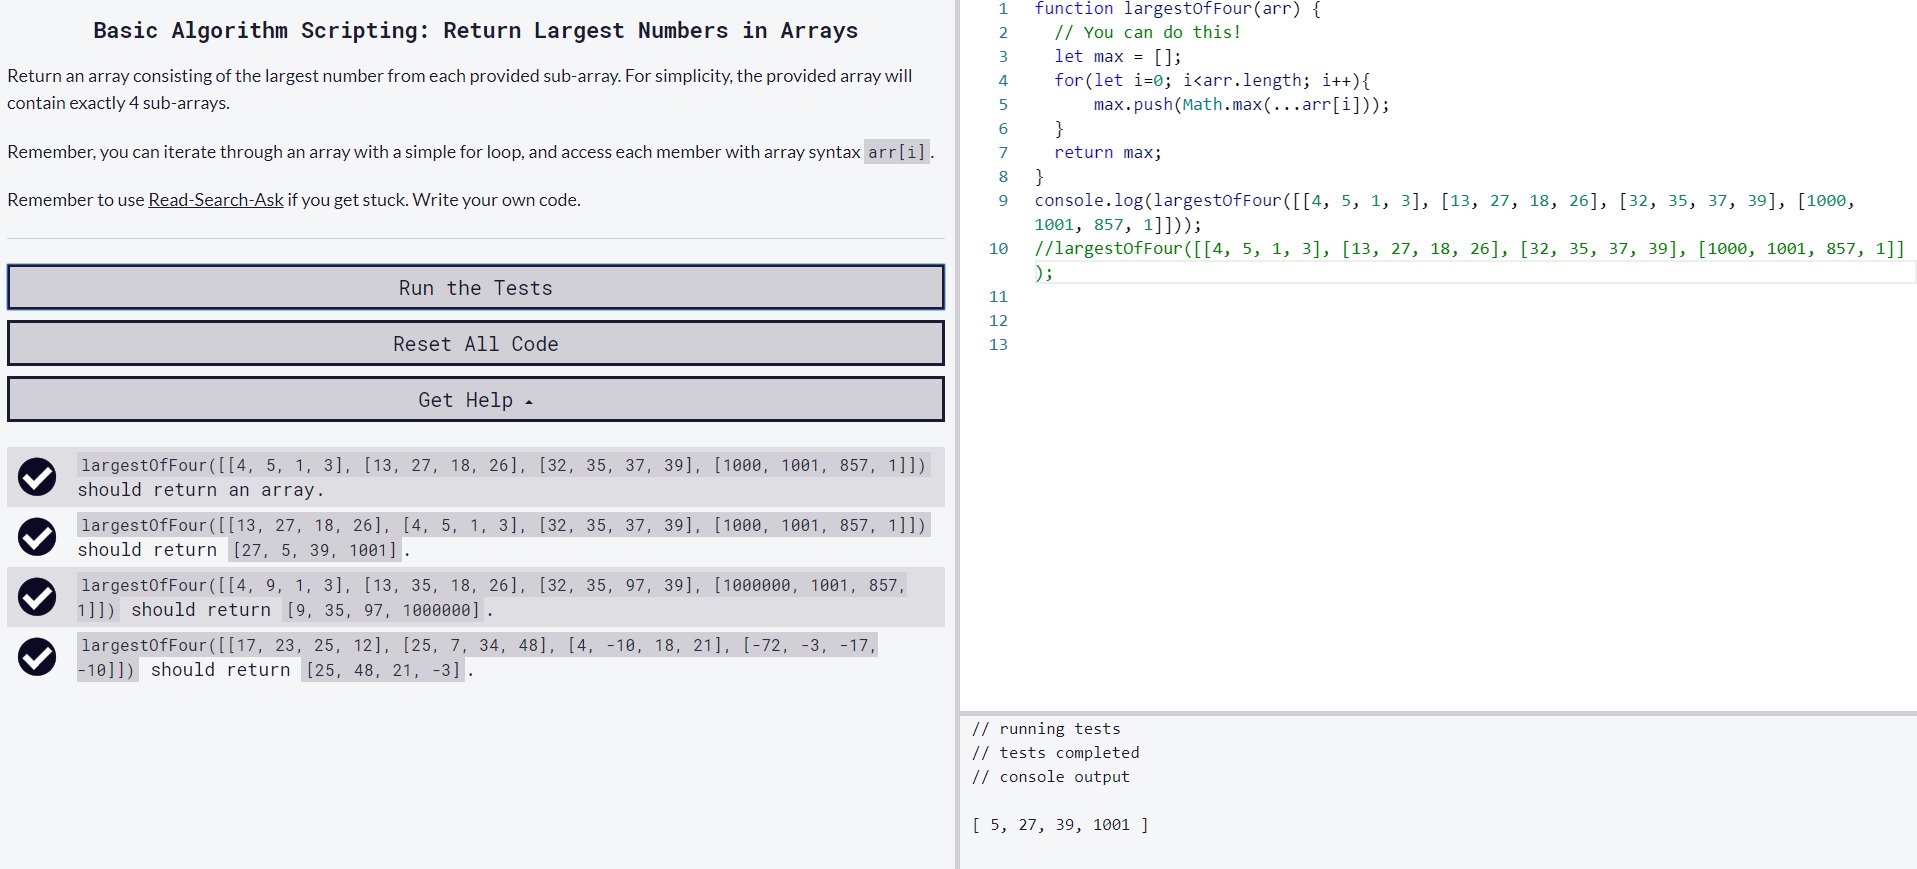 Basic Algorithm Scripting: Return Largest Numbers in Arrays
Return an array consisting of the largest number from each provided sub-array. For simplicity, the provided array will
contain exactly 4 sub-arrays.
Remember, you can iterate through an array with a simple for loop, and access each member with array syntax arr[i].
Remember to use Read-Search-Ask if you get stuck. Write your own code.
Run the Tests
Reset All Code
Get Help
largestOfFour([[4, 5, 1, 3], [13, 27, 18, 26], [32, 35, 37, 39], [1000, 1001, 857, 1]])
should return an array.
largestOfFour([[13, 27, 18, 26], [4, 5, 1, 3], [32, 35, 37, 39], [1000, 1001, 857, 1]])
should return [27, 5, 39, 1001].
largestOfFour([[4, 9, 1, 3], [13, 35, 18, 26], [32, 35, 97, 39], [1000000, 1001, 857,
1]]) should return [9, 35, 97, 1000000].
largestOfFour([[17, 23, 25, 12], [25, 7, 34, 48], [4, -10, 18, 21], [-72, -3, -17,
-10]]) should return [25, 48, 21, -3].
1 function largestOfFour(arr) {
2 // You can do this!
3 let max = [];
4 for(let i=0; i<arr.length; i++){
5 max.push(Math.max(...arr[i]));
6 }
7 return max;
8 }
9 console.log(largestOfFour([[4, 5, 1, 3], [13, 27, 18, 26], [32, 35, 37, 39], [1000,
1001, 857, 1]]));
10 //largestOfFour([[4, 5, 1, 3], [13, 27, 18, 26], [32, 35, 37, 39], [1000, 1001, 857, 1]]
);
11
12
13
// running tests
// tests completed
// console output
[ 5, 27, 39, 1001 ]